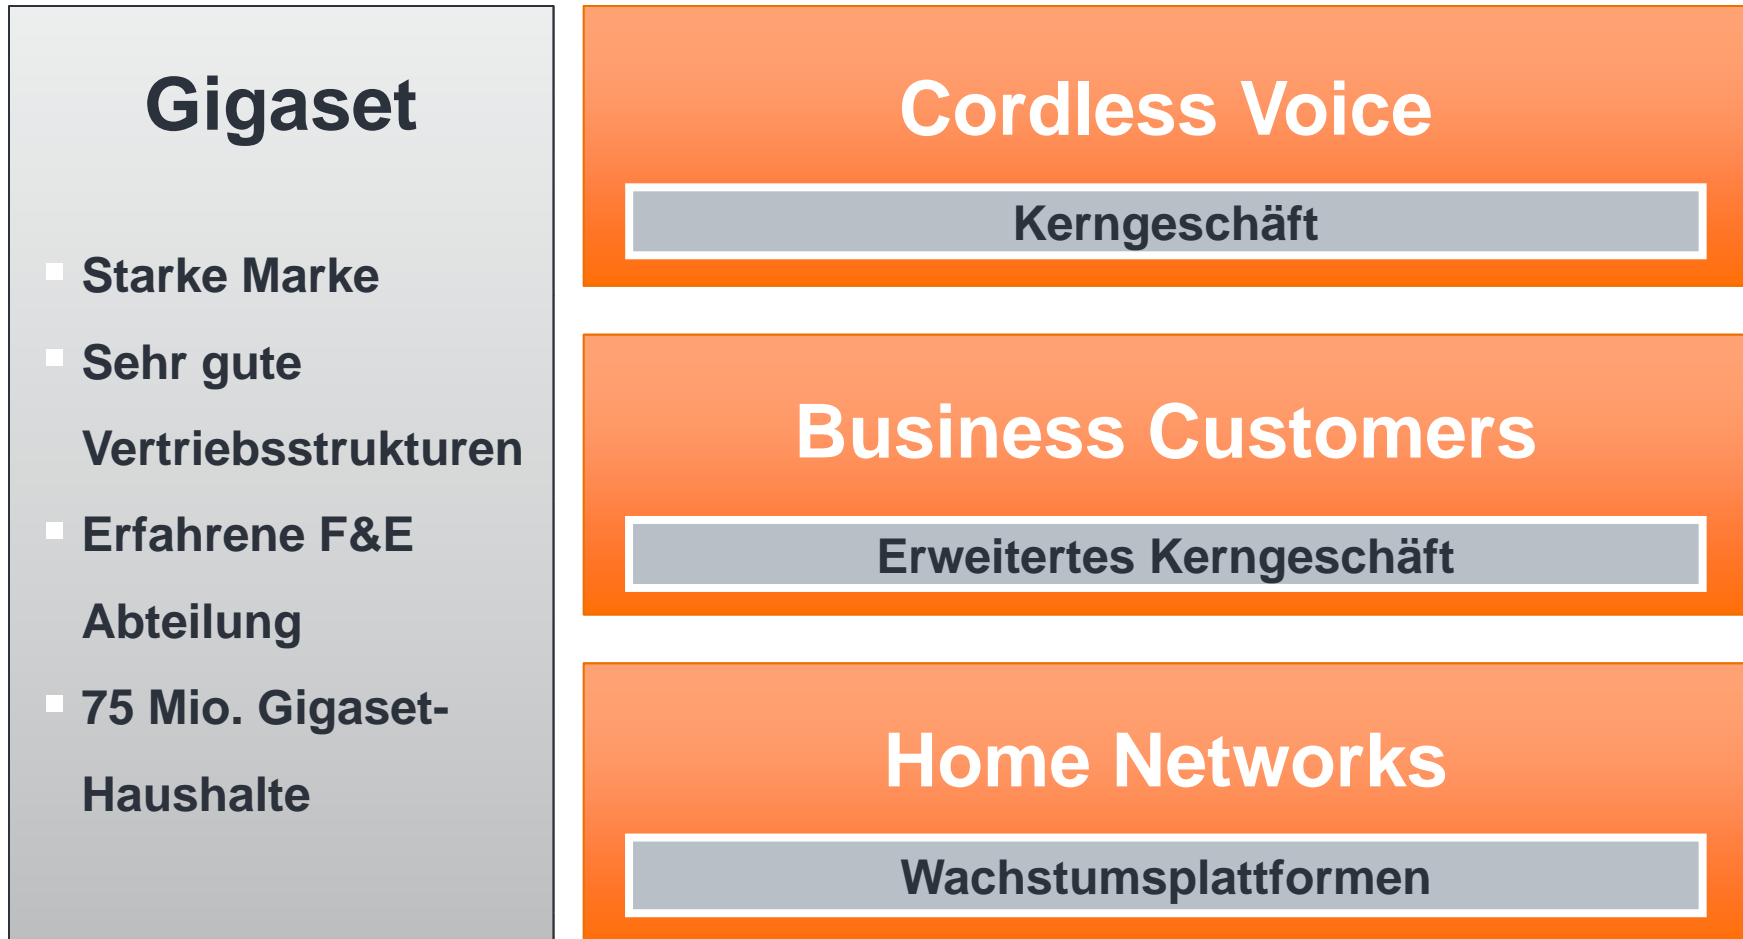 Gigaset
Starke Marke
Sehr gute
Vertriebsstrukturen
Erfahrene F&E
Abteilung
75 Mio. Gigaset-
Haushalte
Cordless Voice
Kerngeschäft
Business Customers
Erweitertes Kerngeschäft
Home Networks
Wachstumsplattformen